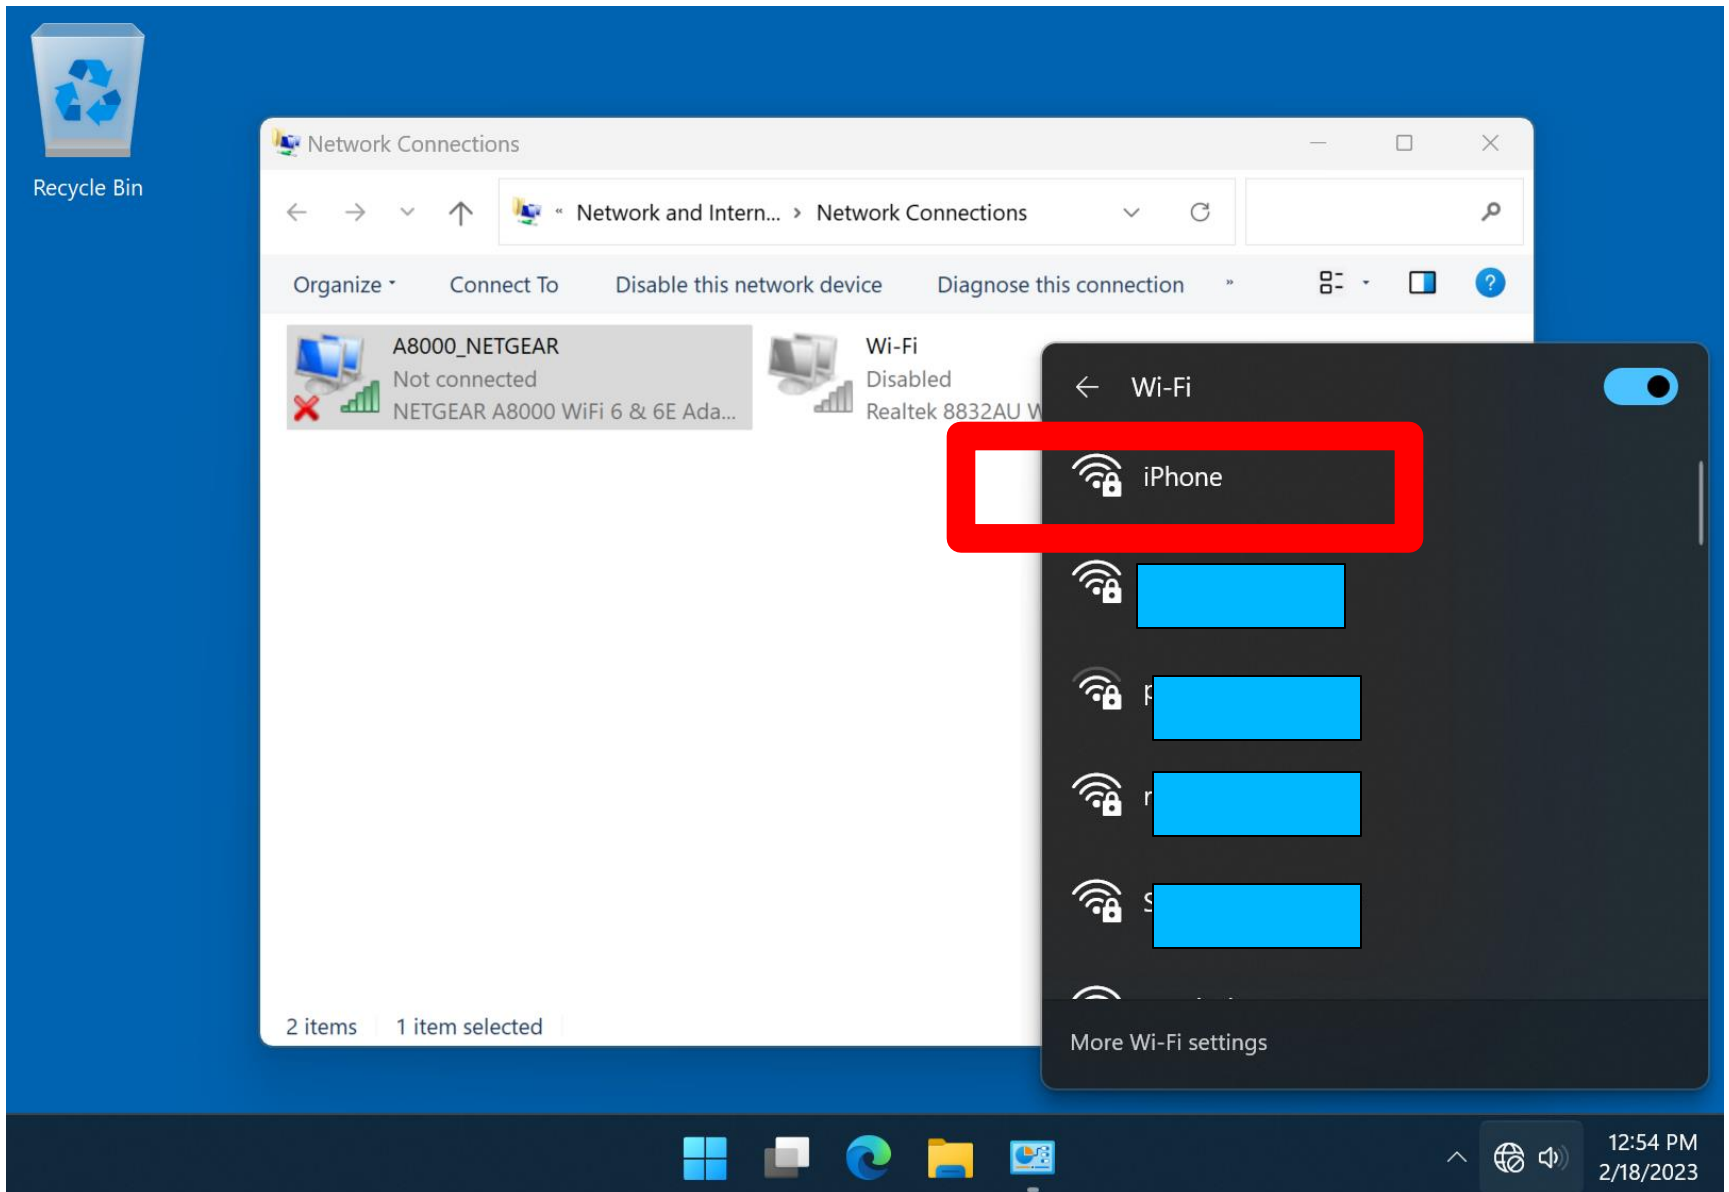 Recycle Bin
Network Connections
« Network and Intern... › Network Connections
Organize Connect To Disable this network device Diagnose this connection »
A8000_NETGEAR
Not connected
NETGEAR A8000 WiFi 6 & 6E Ada...
Wi-Fi
Disabled
Realtek 8832AU W
Wi-Fi
iPhone
p
r
S
2 items 1 item selected
More Wi-Fi settings
12:54 PM
2/18/2023